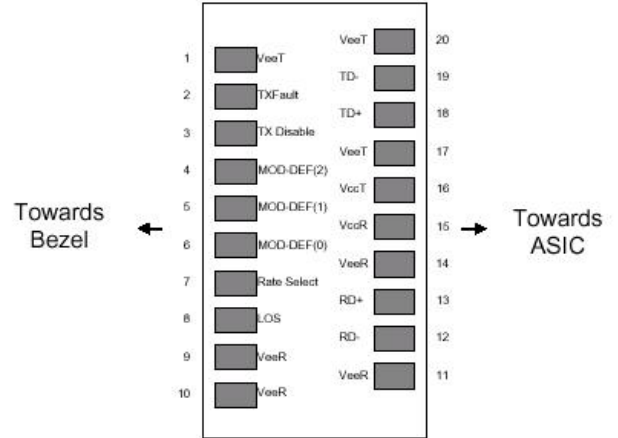 VeeT 20
1 VeeT
TD- 19
2 TXFault
TD+ 18
3 TX Disable
VeeT 17
4 MOD-DEF(2)
VccT 16
5 MOD-DEF(1)
Towards
Bezel
VccR 15
Towards
ASIC
6 MOD-DEF(0)
VeeR 14
7 Rate Select
RD+ 13
8 LOS
RD- 12
9 VeeR
VeeR 11
10 VeeR